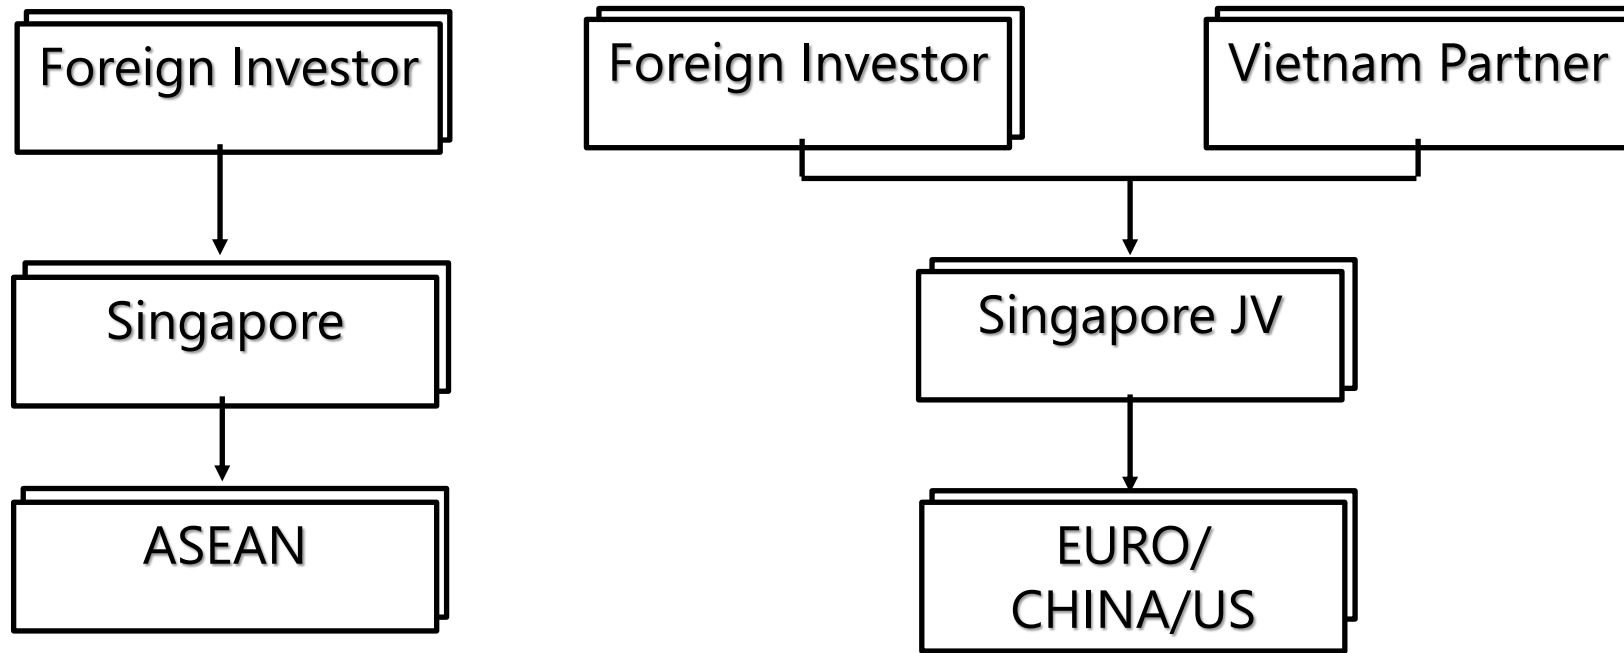 Foreign Investor
Foreign Investor
Vietnam Partner
Singapore
Singapore JV
ASEAN
EURO/
CHINA/US